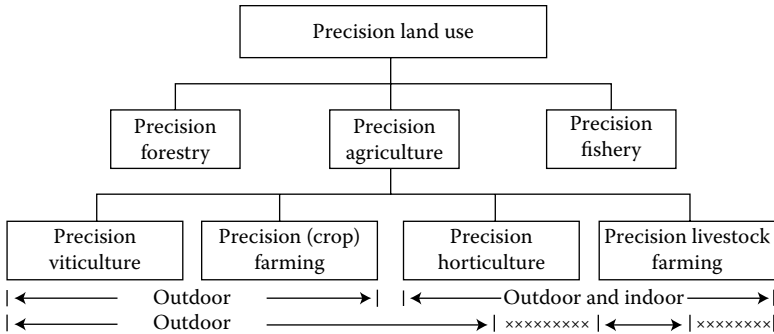 Precision land use
Precision
forestry
Precision
agriculture
Precision
fishery
Precision
viticulture
Precision (crop)
farming
Precision
horticulture
Precision livestock
farming
Outdoor
Outdoor and indoor
Outdoor
×××××××××
××××××××